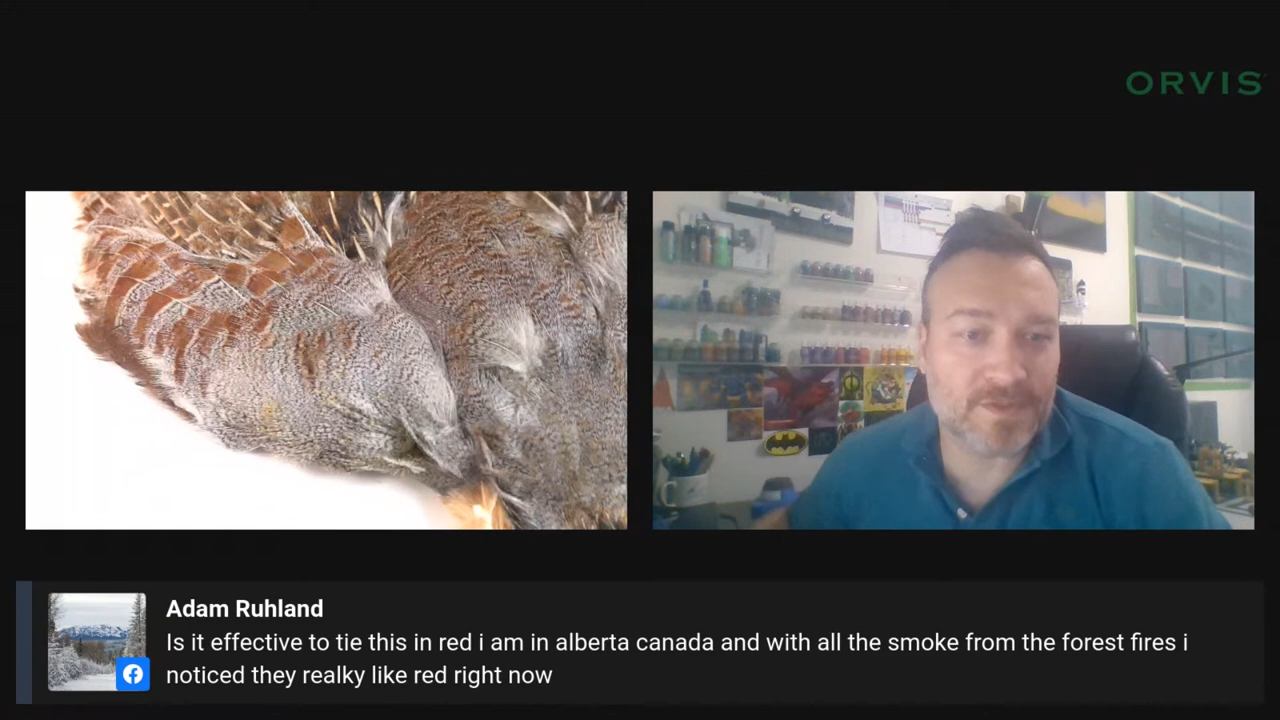 ORVIS
Adam Ruhland
Is it effective to tie this in red i am in alberta canada and with all the smoke from the forest fires i
noticed they realky like red right now